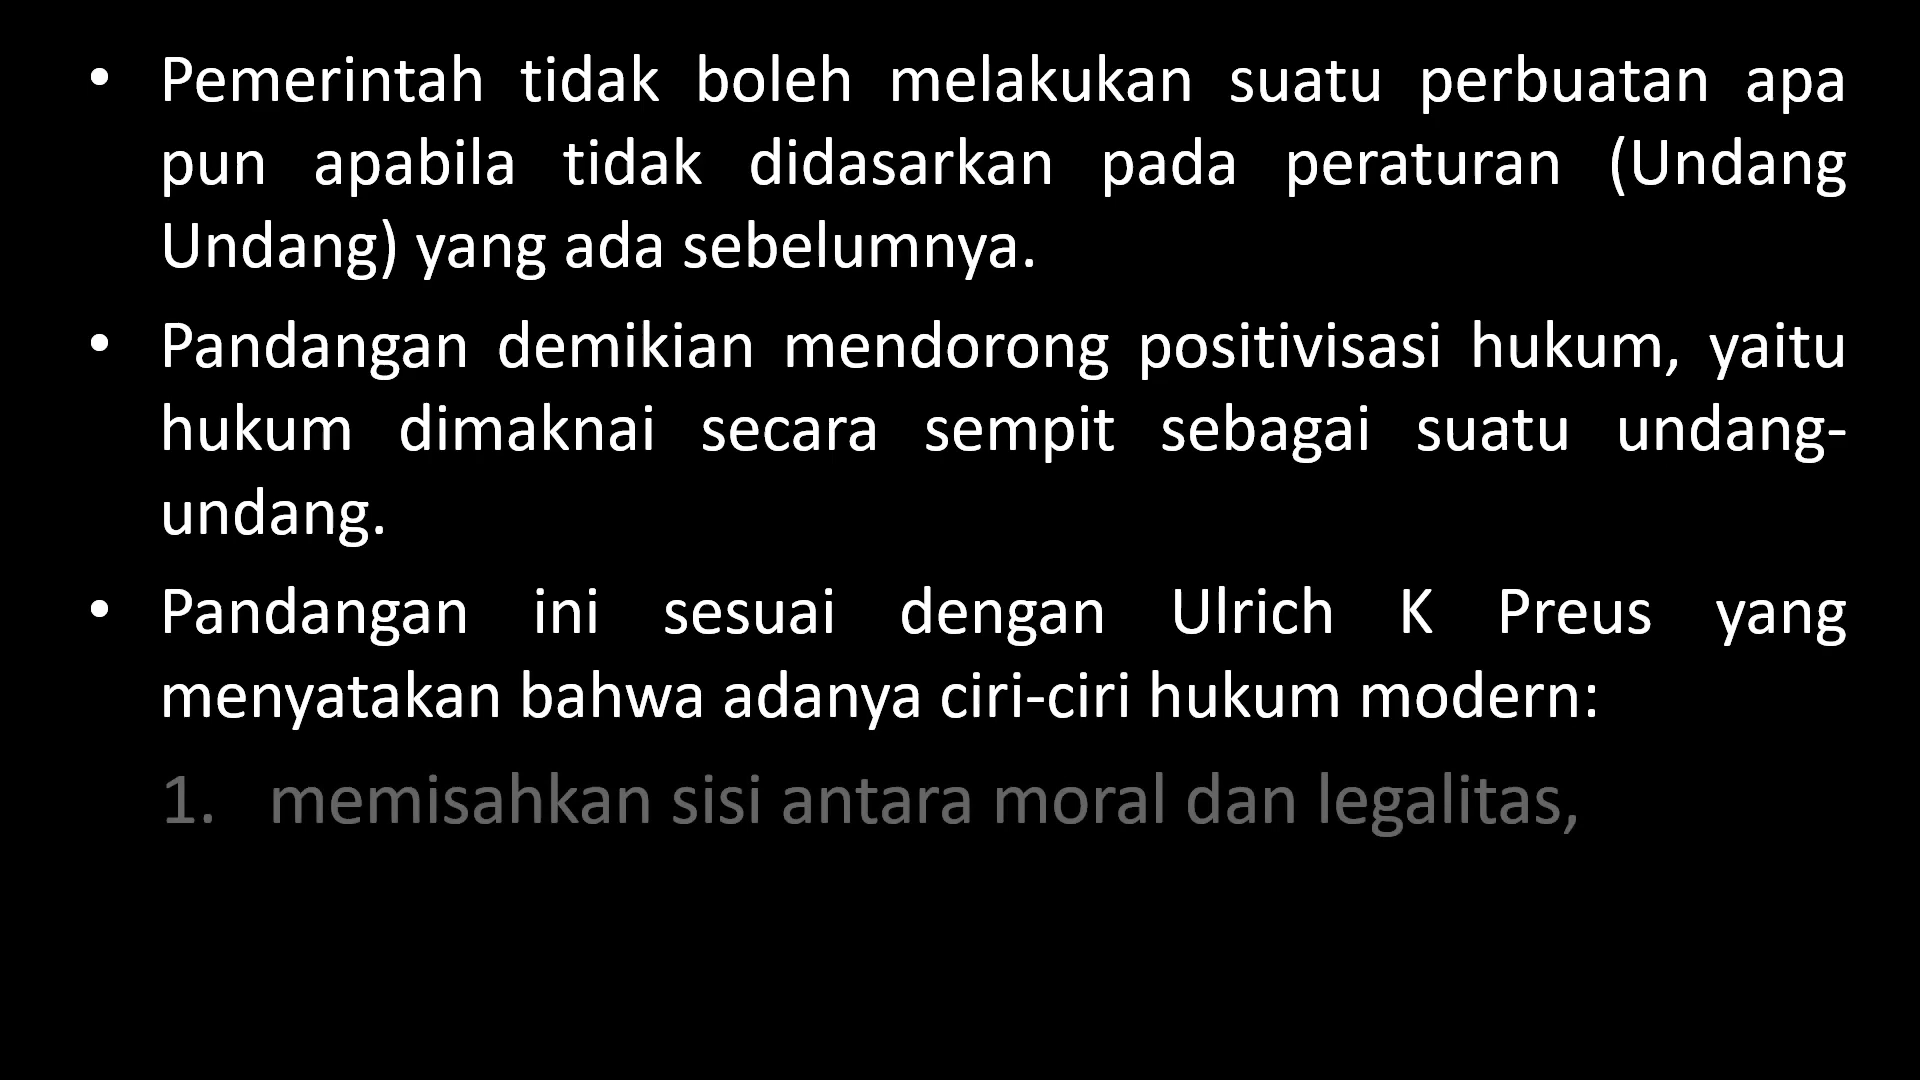 • Pemerintah tidak boleh melakukan suatu perbuatan apa
pun apabila tidak didasarkan pada peraturan (Undang
Undang) yang ada sebelumnya.
• Pandangan demikian mendorong positivisasi hukum, yaitu
hukum dimaknai secara sempit sebagai suatu undang-
undang.
• Pandangan ini sesuai dengan Ulrich K Preus yang
menyatakan bahwa adanya ciri-ciri hukum modern:
1. memisahkan sisi antara moral dan legalitas,